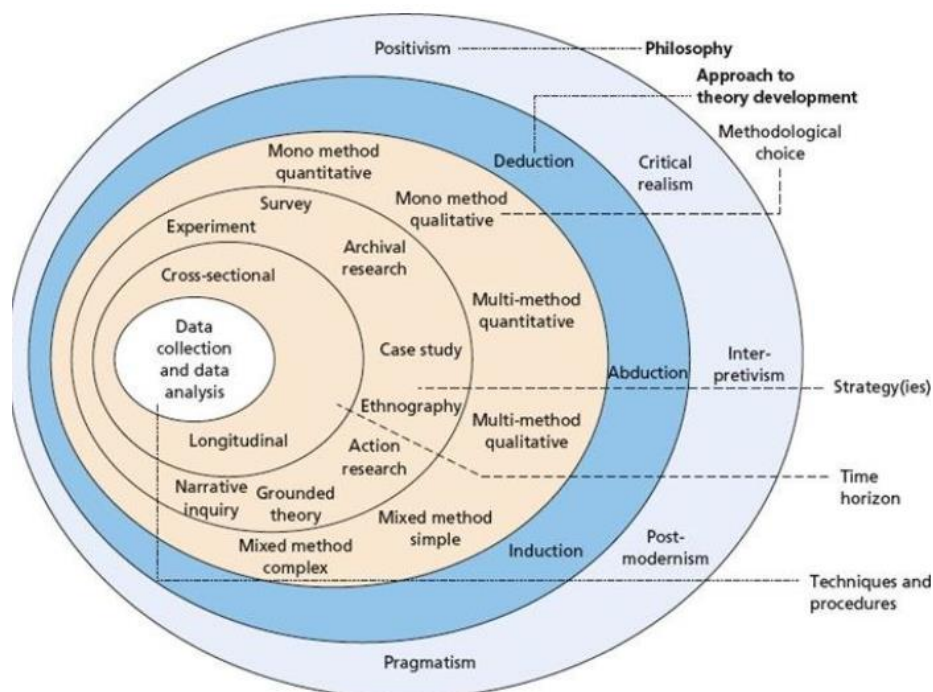 Positivism
Philosophy
Approach to
theory development
Methodological
choice
Deduction
Critical
realism
Mono method
quantitative
Mono method
qualitative
Survey
Experiment
Archival
research
Cross-sectional
Multi-method
quantitative
Data
collection
and data
analysis
Case study
Abduction
Inter-
pretivism
Strategy(ies)
Ethnography
Multi-method
qualitative
Longitudinal
Action
research
Time
horizon
Narrative
inquiry
Grounded
theory
Mixed method
simple
Mixed method
complex
Induction
Post-
modernism
Techniques and
procedures
Pragmatism